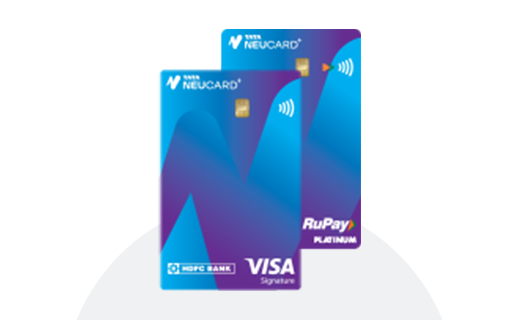 TATA
NEUCARD+
TATA
NEUCARD+
RuPay
PLATINUM
HDFC BANK
VISA
Signature